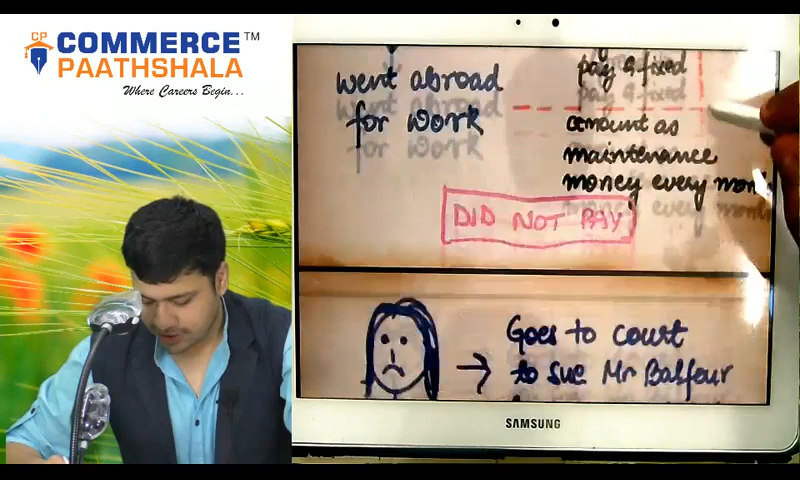 CP
COMMERCE™
PAATHSHALA
Where Careers Begin...
went abroad
for work
pay a fixed
amount as
maintenance
money every
DID NOT PAY
Goes to court
to sue Mr Balfour
SAMSUNG